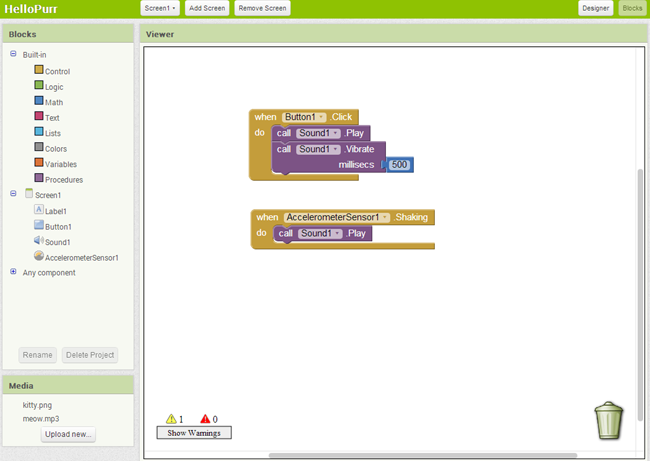 HelloPurr
Screen1 Add Screen Remove Screen Designer Blocks
Blocks
Built-in
Control
Logic
Math
Text
Lists
Colors
Variables
Procedures
Screen1
Label1
Button1
Sound1
AccelerometerSensor1
Any component
Rename Delete Project
Media
kitty.png
meow.mp3
Upload new...
Viewer
when Button1 .Click
do call Sound1 .Play
call Sound1 .Vibrate
millisecs 500
when AccelerometerSensor1 .Shaking
do call Sound1 .Play
1 0
Show Warnings